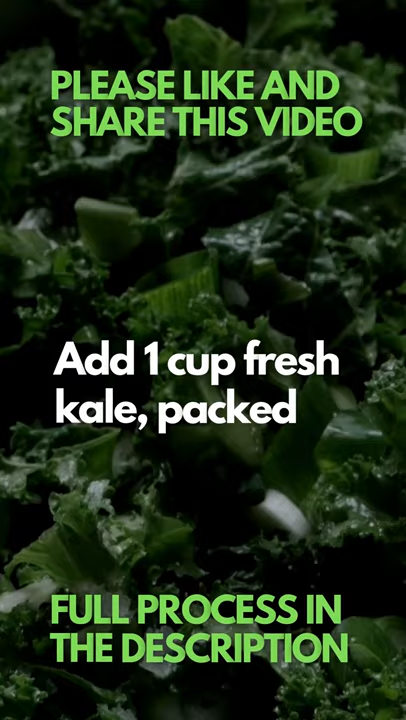 PLEASE LIKE AND
SHARE THIS VIDEO
Add 1 cup fresh
kale, packed
FULL PROCESS IN
THE DESCRIPTION